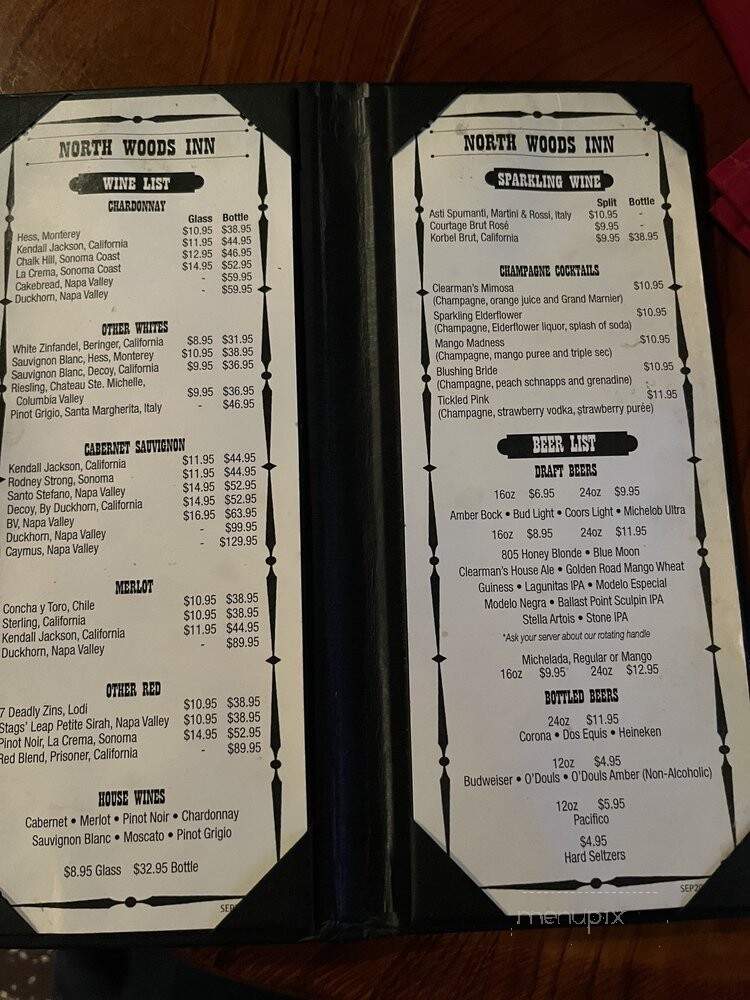 NORTH WOODS INN
WINE LIST
CHARDONNAY
Glass Bottle
Hess, Monterey $10.95 $38.95
Kendall Jackson, California $11.95 $44.95
Chalk Hill, Sonoma Coast $12.95 $46.95
La Crema, Sonoma Coast $14.95 $52.95
Cakebread, Napa Valley - $59.95
Duckhorn, Napa Valley - $59.95
OTHER WHITES
White Zinfandel, Beringer, California $8.95 $31.95
Sauvignon Blanc, Hess, Monterey $10.95 $38.95
Sauvignon Blanc, Decoy, California $9.95 $36.95
Riesling, Chateau Ste. Michelle,
Columbia Valley $9.95 $36.95
Pinot Grigio, Santa Margherita, Italy - $46.95
CABERNET SAUVIGNON
Kendall Jackson, California $11.95 $44.95
Rodney Strong, Sonoma $11.95 $44.95
Santo Stefano, Napa Valley $14.95 $52.95
Decoy, By Duckhorn, California $14.95 $52.95
BV, Napa Valley $16.95 $63.95
Duckhorn, Napa Valley - $99.95
Caymus, Napa Valley - $129.95
MERLOT
Concha y Toro, Chile $10.95 $38.95
Sterling, California $10.95 $38.95
Kendall Jackson, California $11.95 $44.95
Duckhorn, Napa Valley - $89.95
OTHER RED
7 Deadly Zins, Lodi $10.95 $38.95
Stags' Leap Petite Sirah, Napa Valley $10.95 $38.95
Pinot Noir, La Crema, Sonoma $14.95 $52.95
Red Blend, Prisoner, California - $89.95
HOUSE WINES
Cabernet • Merlot • Pinot Noir • Chardonnay
Sauvignon Blanc • Moscato • Pinot Grigio
$8.95 Glass $32.95 Bottle
NORTH WOODS INN
SPARKLING WINE
Split Bottle
Asti Spumanti, Martini & Rossi, Italy $10.95 -
Courtage Brut Rosé $9.95 -
Korbel Brut, California $9.95 $38.95
CHAMPAGNE COCKTAILS
Clearman's Mimosa $10.95
(Champagne, orange juice and Grand Marnier)
Sparkling Elderflower $10.95
(Champagne, Elderflower liquor, splash of soda)
Mango Madness $10.95
(Champagne, mango puree and triple sec)
Blushing Bride $10.95
(Champagne, peach schnapps and grenadine)
Tickled Pink $11.95
(Champagne, strawberry vodka, strawberry purée)
BEER LIST
DRAFT BEERS
16oz $6.95 24oz $9.95
Amber Bock • Bud Light • Coors Light • Michelob Ultra
16oz $8.95 24oz $11.95
805 Honey Blonde • Blue Moon
Clearman's House Ale • Golden Road Mango Wheat
Guiness • Lagunitas IPA • Modelo Especial
Modelo Negra • Ballast Point Sculpin IPA
Stella Artois • Stone IPA
*Ask your server about our rotating handle
Michelada, Regular or Mango
16oz $9.95 24oz $12.95
BOTTLED BEERS
24oz $11.95
Corona • Dos Equis • Heineken
12oz $4.95
Budweiser • O'Douls • O'Douls Amber (Non-Alcoholic)
12oz $5.95
Pacifico
$4.95
Hard Seltzers
menupix